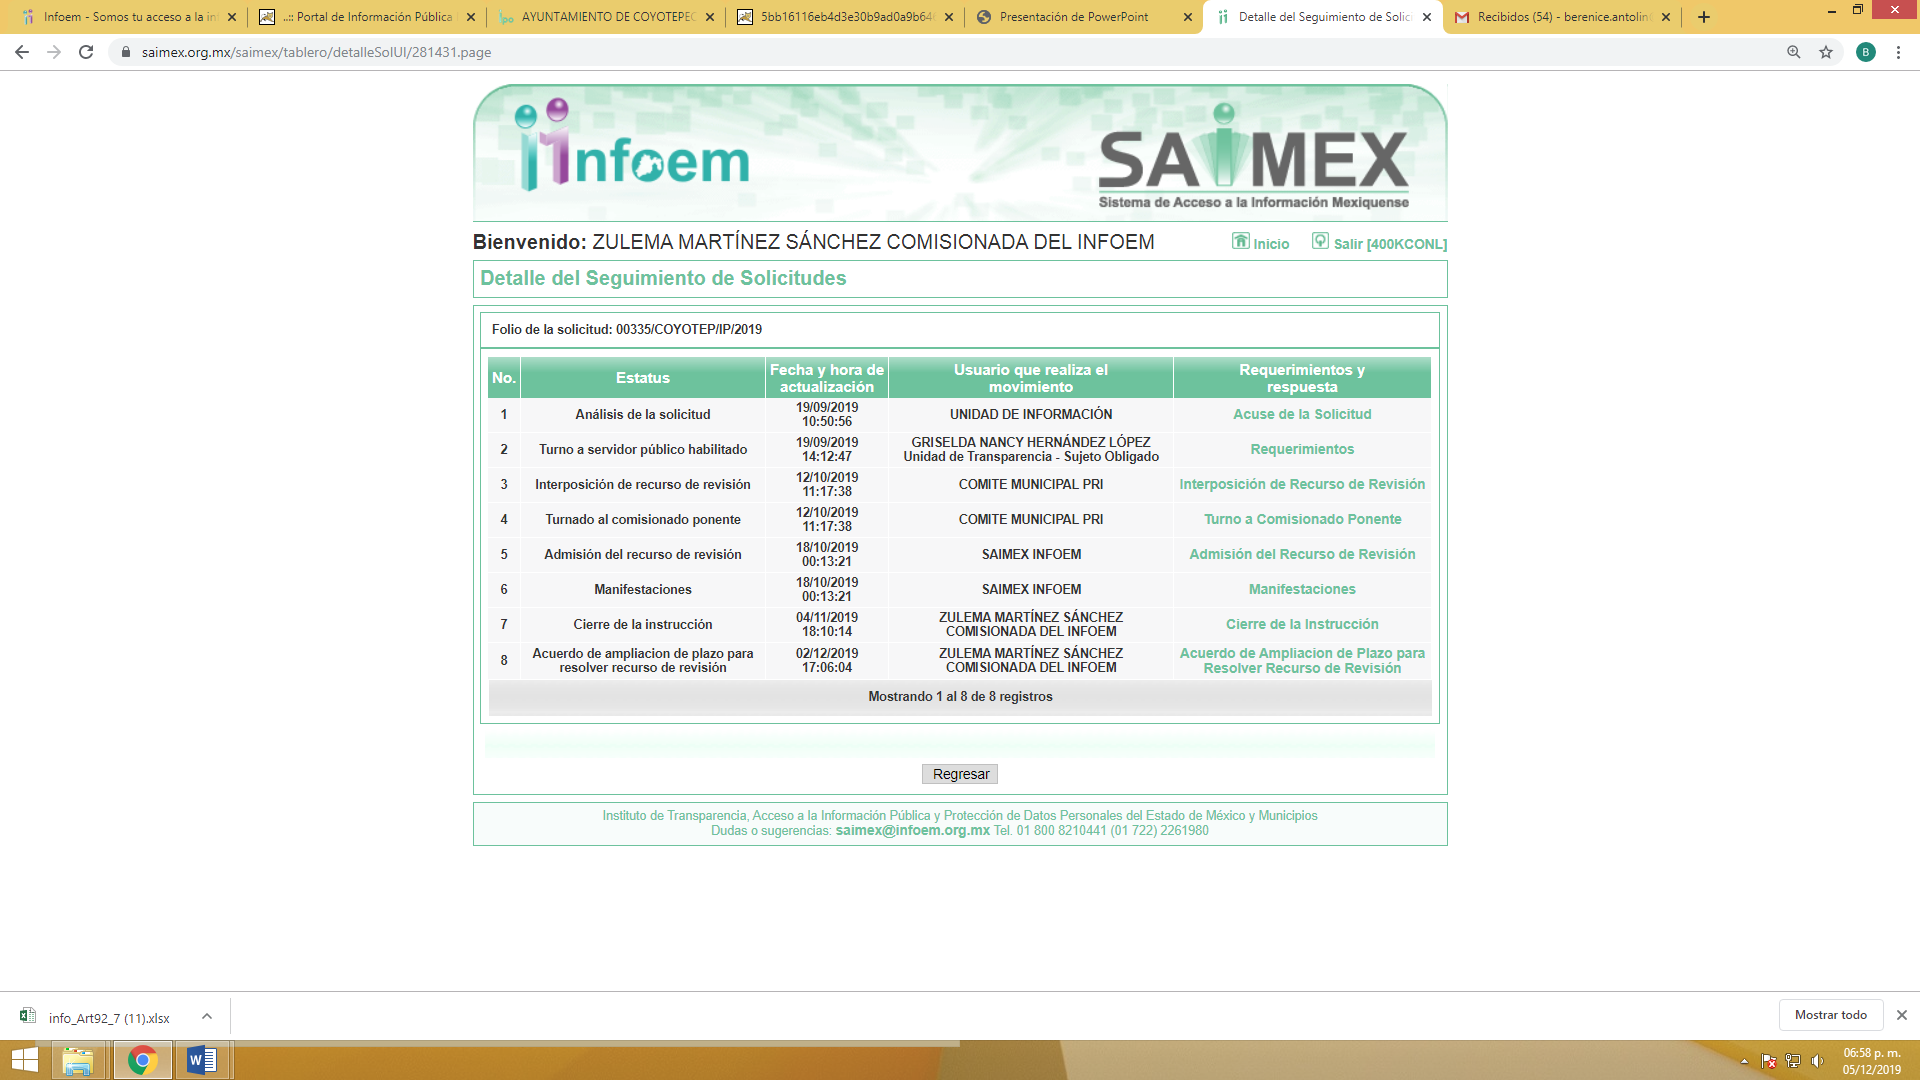 Infoem - Somos tu acceso a la in
..:: Portal de Información Pública
AYUNTAMIENTO DE COYOTEPEC
5bb16116eb4d3e30b9ad0a9b64
Presentación de PowerPoint
Detalle del Seguimiento de Solic
Recibidos (54) - berenice.antolin
saimex.org.mx/saimex/tablero/detalleSolUI/281431.page
B
infoem
SAIMEX
Sistema de Acceso a la Información Mexiquense
Bienvenido: ZULEMA MARTÍNEZ SÁNCHEZ COMISIONADA DEL INFOEM
Inicio
Salir [400KCONL]
Detalle del Seguimiento de Solicitudes
Folio de la solicitud: 00335/COYOTEP/IP/2019
No. Estatus Fecha y hora de actualización Usuario que realiza el movimiento Requerimientos y respuesta
1 Análisis de la solicitud 19/09/2019 10:50:56 UNIDAD DE INFORMACIÓN Acuse de la Solicitud
2 Turno a servidor público habilitado 19/09/2019 14:12:47 GRISELDA NANCY HERNÁNDEZ LÓPEZ Unidad de Transparencia - Sujeto Obligado Requerimientos
3 Interposición de recurso de revisión 12/10/2019 11:17:38 COMITE MUNICIPAL PRI Interposición de Recurso de Revisión
4 Turnado al comisionado ponente 12/10/2019 11:17:38 COMITE MUNICIPAL PRI Turno a Comisionado Ponente
5 Admisión del recurso de revisión 18/10/2019 00:13:21 SAIMEX INFOEM Admisión del Recurso de Revisión
6 Manifestaciones 18/10/2019 00:13:21 SAIMEX INFOEM Manifestaciones
7 Cierre de la instrucción 04/11/2019 18:10:14 ZULEMA MARTÍNEZ SÁNCHEZ COMISIONADA DEL INFOEM Cierre de la Instrucción
8 Acuerdo de ampliacion de plazo para resolver recurso de revisión 02/12/2019 17:06:04 ZULEMA MARTÍNEZ SÁNCHEZ COMISIONADA DEL INFOEM Acuerdo de Ampliacion de Plazo para Resolver Recurso de Revisión
Mostrando 1 al 8 de 8 registros
Regresar
Instituto de Transparencia, Acceso a la Información Pública y Protección de Datos Personales del Estado de México y Municipios
Dudas o sugerencias: saimex@infoem.org.mx Tel. 01 800 8210441 (01 722) 2261980
info_Art92_7 (11).xlsx
Mostrar todo
06:58 p. m.
05/12/2019